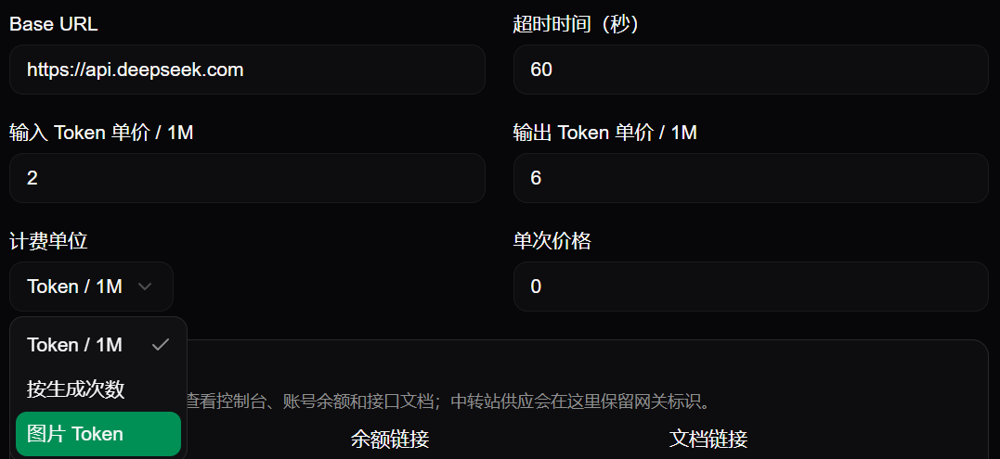 Base URL
超时时间（秒）
https://api.deepseek.com
60
输入 Token 单价 / 1M
输出 Token 单价 / 1M
2
6
计费单位
单次价格
Token / 1M
0
Token / 1M
按生成次数
查看控制台、账号余额和接口文档；中转站供应会在这里保留网关标识。
图片 Token
余额链接
文档链接